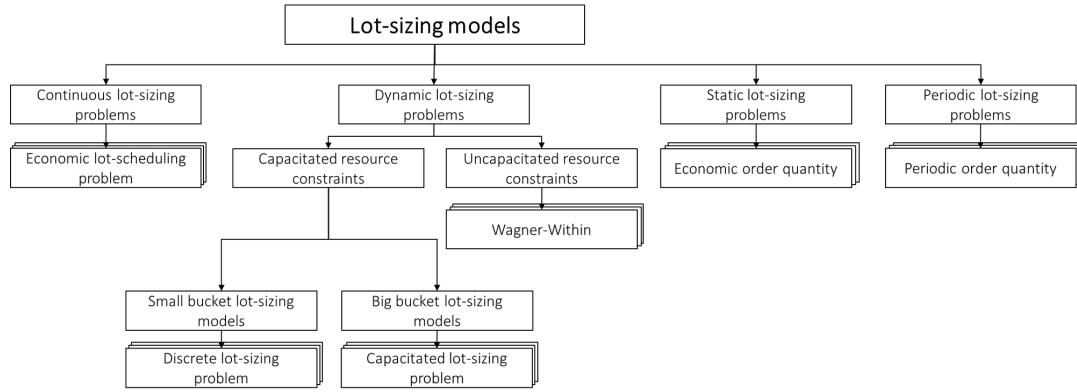 Lot-sizing models
Continuous lot-sizing
problems
Dynamic lot-sizing
problems
Static lot-sizing
problems
Periodic lot-sizing
problems
Economic lot-scheduling
problem
Capacitated resource
constraints
Uncapacitated resource
constraints
Economic order quantity
Periodic order quantity
Wagner-Within
Small bucket lot-sizing
models
Big bucket lot-sizing
models
Discrete lot-sizing
problem
Capacitated lot-sizing
problem